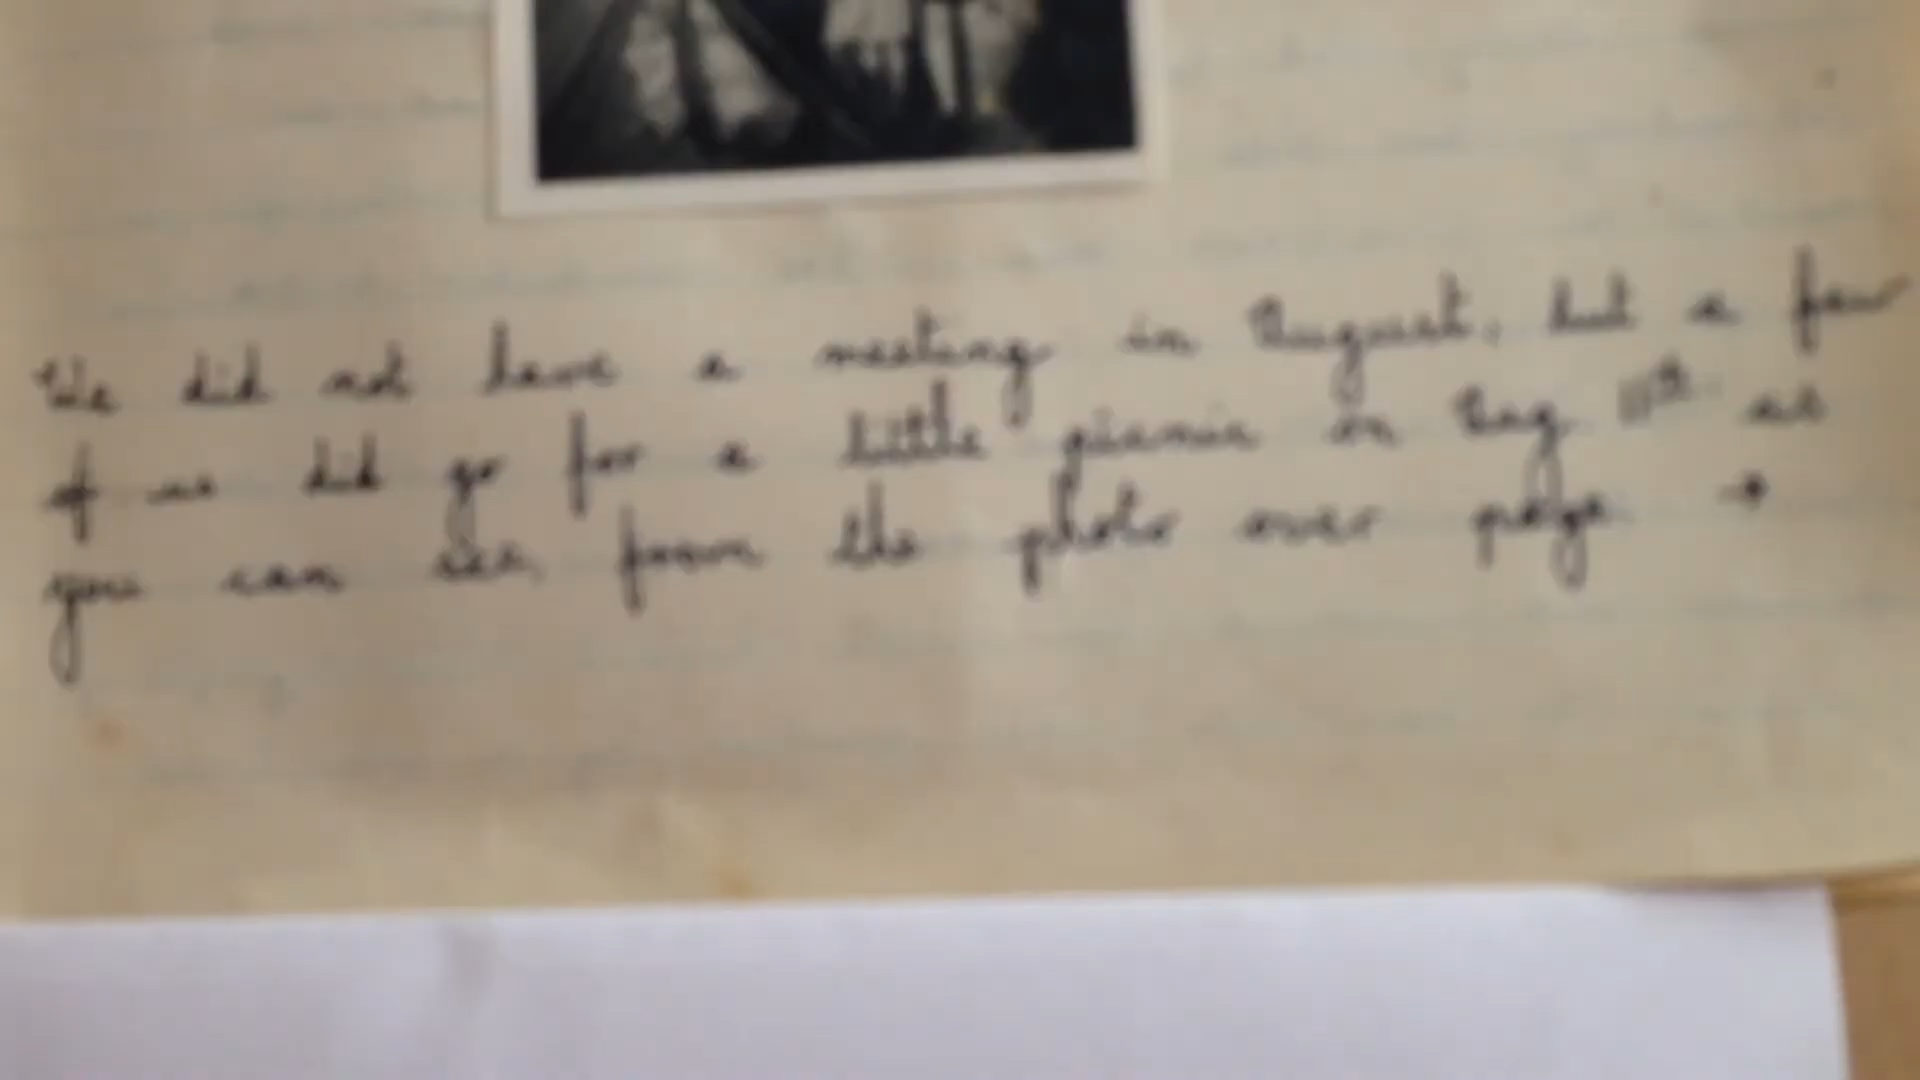 We did not have a meeting in August, but a few
of us did go for a little picnic on Aug 11th as
you can see, from the photo over page. →